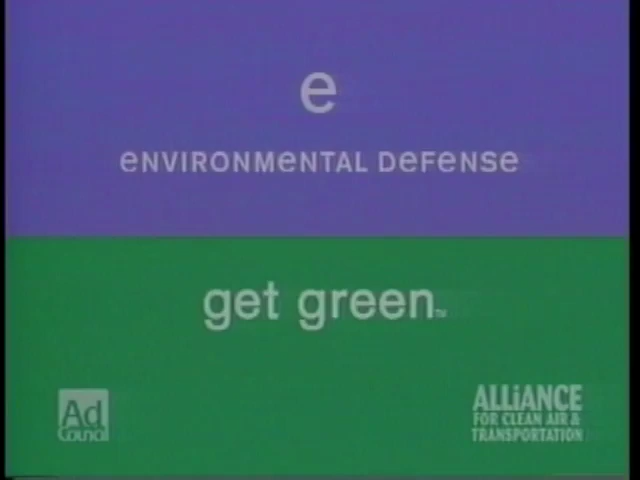 e
eNVIRONMeNTAL DeFeNSe
get green™
Ad
Council
ALLiANCE
FOR CLEAN AIR &
TRANSPORTATION